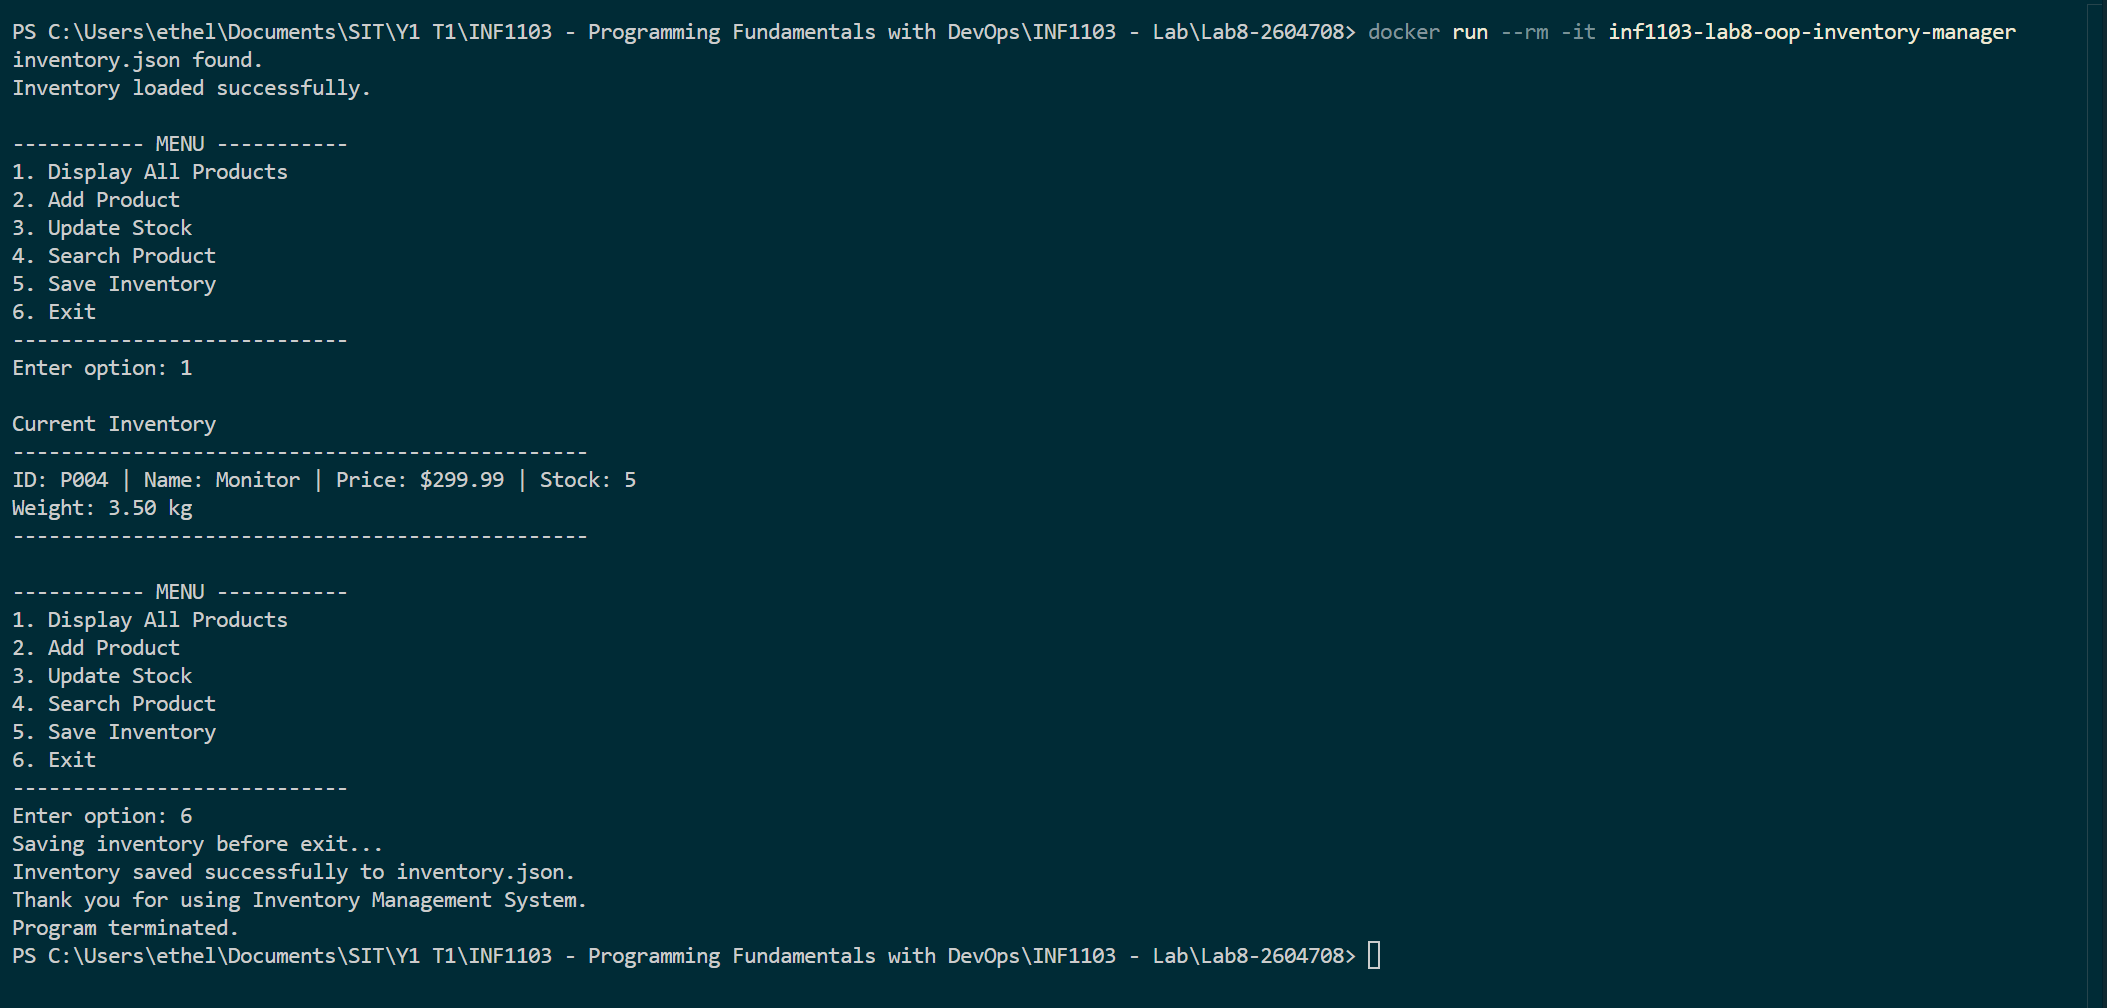 PS C:\Users\ethel\Documents\SIT\Y1 T1\INF1103 - Programming Fundamentals with DevOps\INF1103 - Lab\Lab8-2604708> docker run --rm -it inf1103-lab8-oop-inventory-manager
inventory.json found.
Inventory loaded successfully.

----------- MENU -----------
1. Display All Products
2. Add Product
3. Update Stock
4. Search Product
5. Save Inventory
6. Exit
----------------------------
Enter option: 1

Current Inventory
------------------------------------------------
ID: P004 | Name: Monitor | Price: $299.99 | Stock: 5
Weight: 3.50 kg
------------------------------------------------

----------- MENU -----------
1. Display All Products
2. Add Product
3. Update Stock
4. Search Product
5. Save Inventory
6. Exit
----------------------------
Enter option: 6
Saving inventory before exit...
Inventory saved successfully to inventory.json.
Thank you for using Inventory Management System.
Program terminated.
PS C:\Users\ethel\Documents\SIT\Y1 T1\INF1103 - Programming Fundamentals with DevOps\INF1103 - Lab\Lab8-2604708>